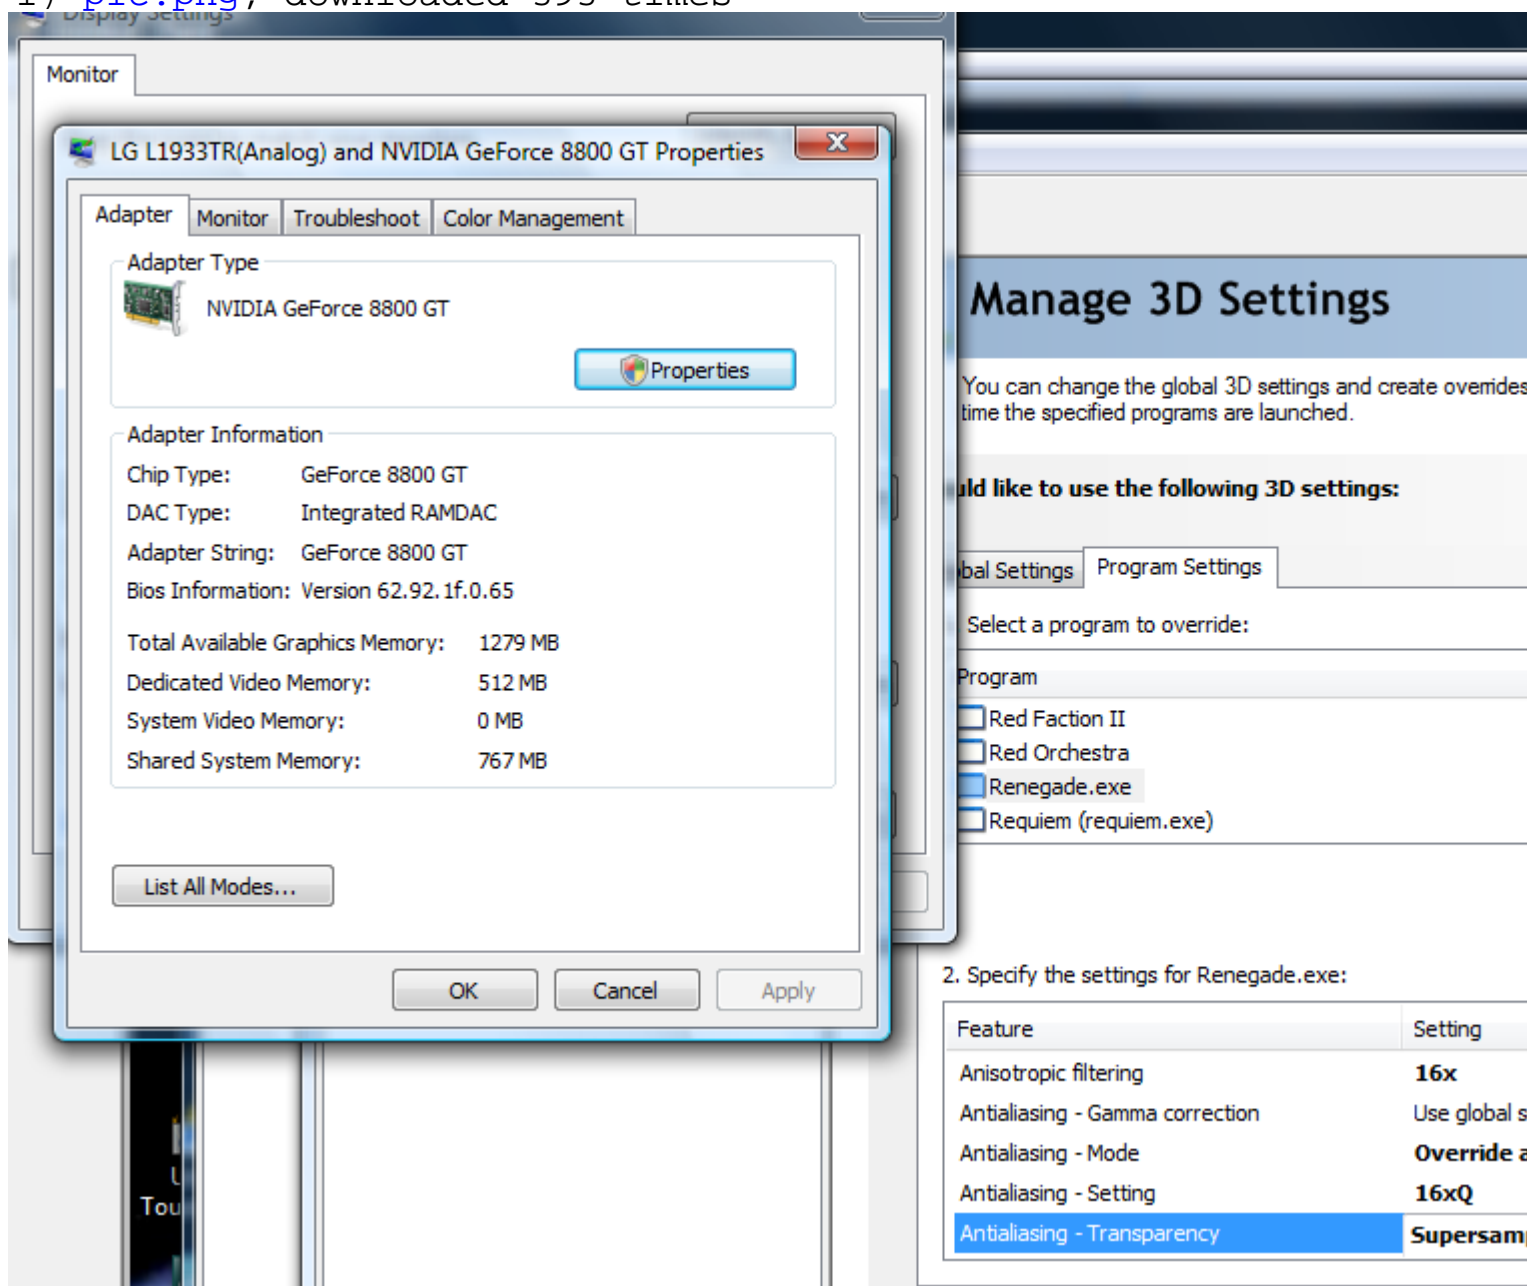 Display Settings
Monitor
LG L1933TR(Analog) and NVIDIA GeForce 8800 GT Properties
Adapter
Monitor
Troubleshoot
Color Management
Adapter Type
NVIDIA GeForce 8800 GT
Properties
Adapter Information
Chip Type: GeForce 8800 GT
DAC Type: Integrated RAMDAC
Adapter String: GeForce 8800 GT
Bios Information: Version 62.92.1f.0.65
Total Available Graphics Memory: 1279 MB
Dedicated Video Memory: 512 MB
System Video Memory: 0 MB
Shared System Memory: 767 MB
List All Modes...
OK
Cancel
Apply
Manage 3D Settings
You can change the global 3D settings and create overrides
time the specified programs are launched.
uld like to use the following 3D settings:
bal Settings
Program Settings
Select a program to override:
Program
Red Faction II
Red Orchestra
Renegade.exe
Requiem (requiem.exe)
2. Specify the settings for Renegade.exe:
Feature Setting
Anisotropic filtering 16x
Antialiasing - Gamma correction Use global s
Antialiasing - Mode Override a
Antialiasing - Setting 16xQ
Antialiasing - Transparency Supersam
U
Tou